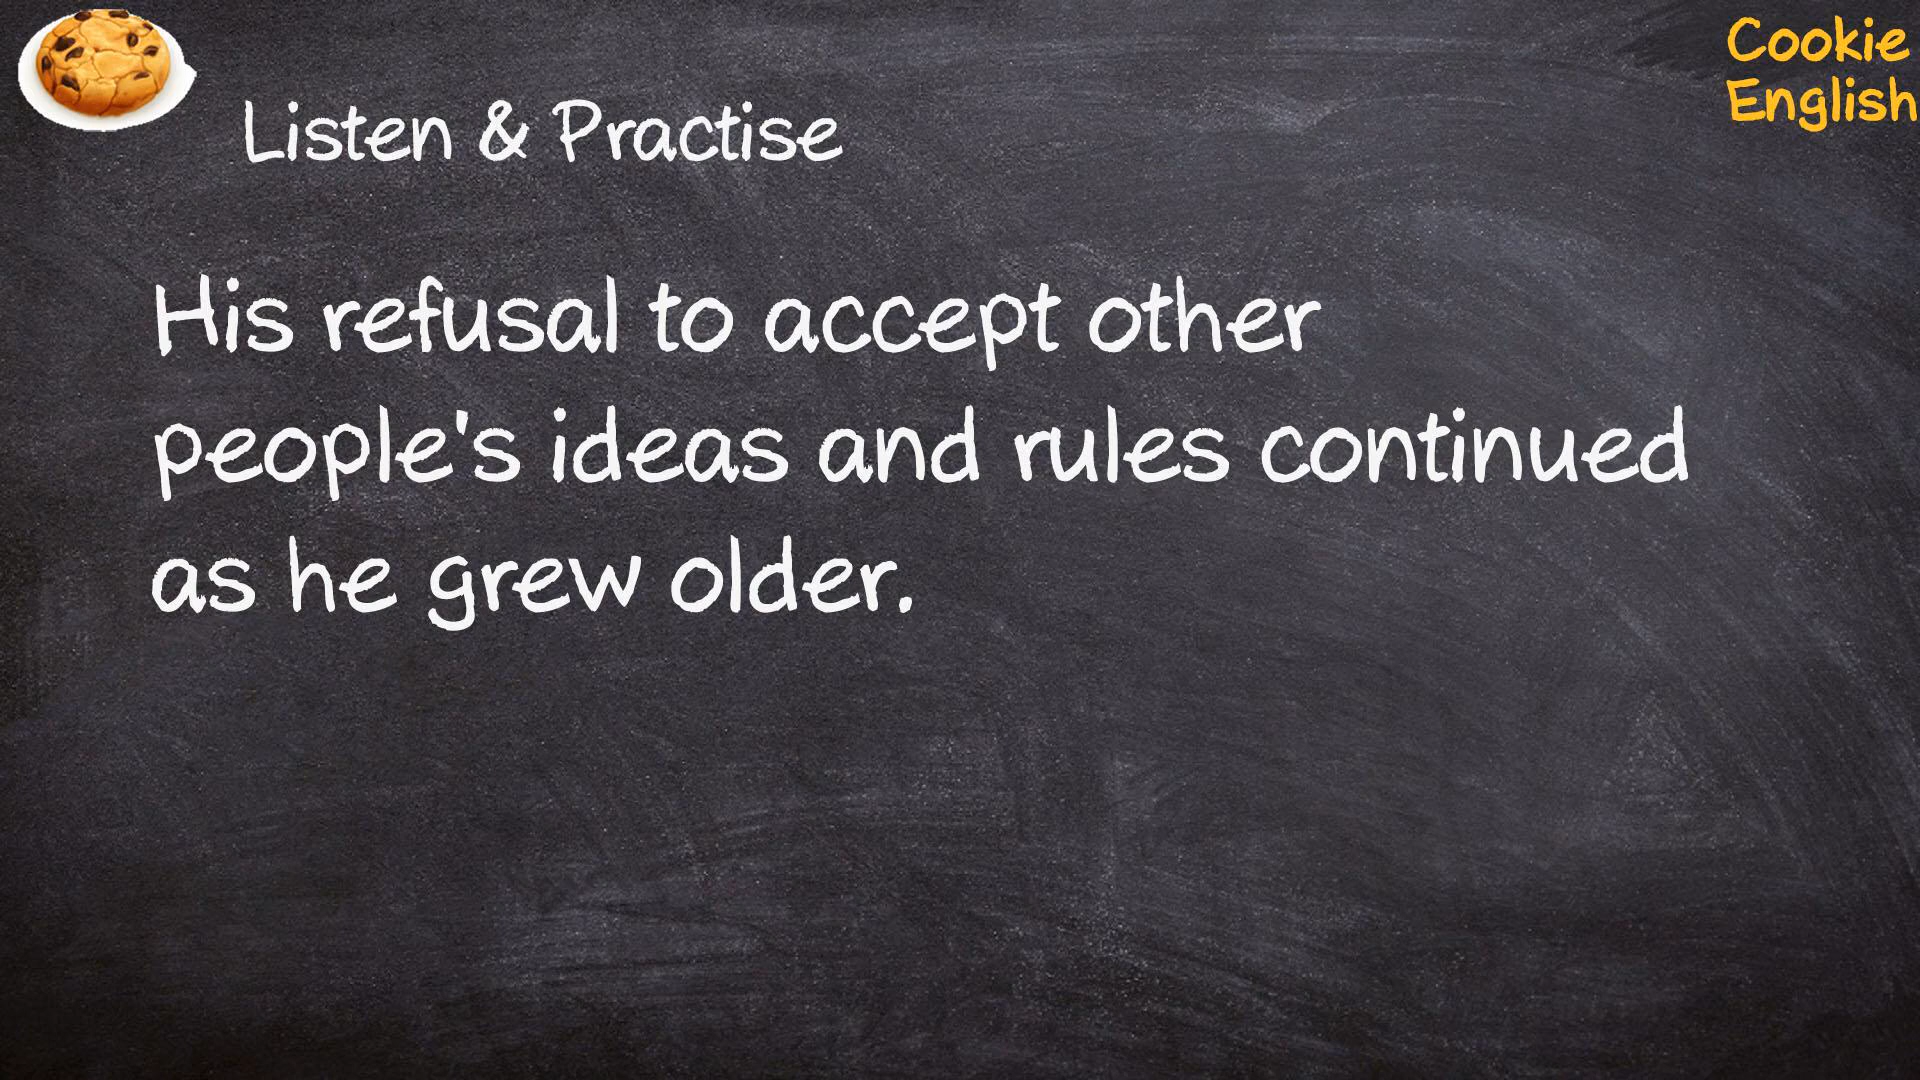 Cookie
English
Listen & Practise
His refusal to accept other
people's ideas and rules continued
as he grew older.